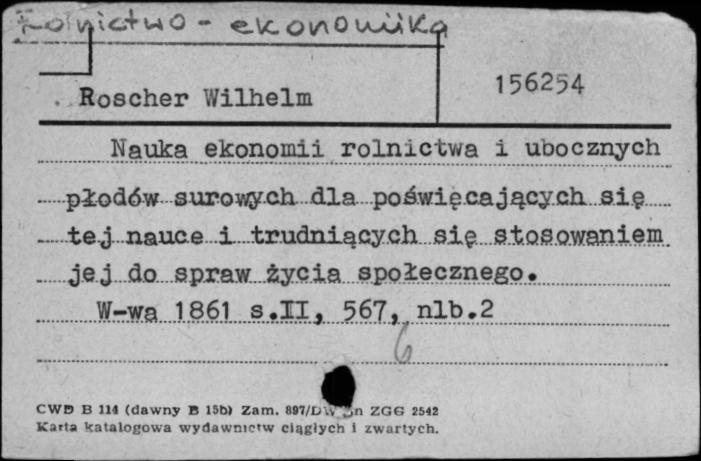 Rolnictwo - ekonomika
Roscher Wilhelm
156254
Nauka ekonomii rolnictwa i ubocznych
płodów surowych dla poświęcających się
tej nauce i trudniących się stosowaniem
jej do spraw życia społecznego.
W-wa 1861 s.II, 567, nlb.2
6
CWD B 114 (dawny B 15b) Zam. 897/DW ZGG 2542
Karta katalogowa wydawnictw ciągłych i zwartych.